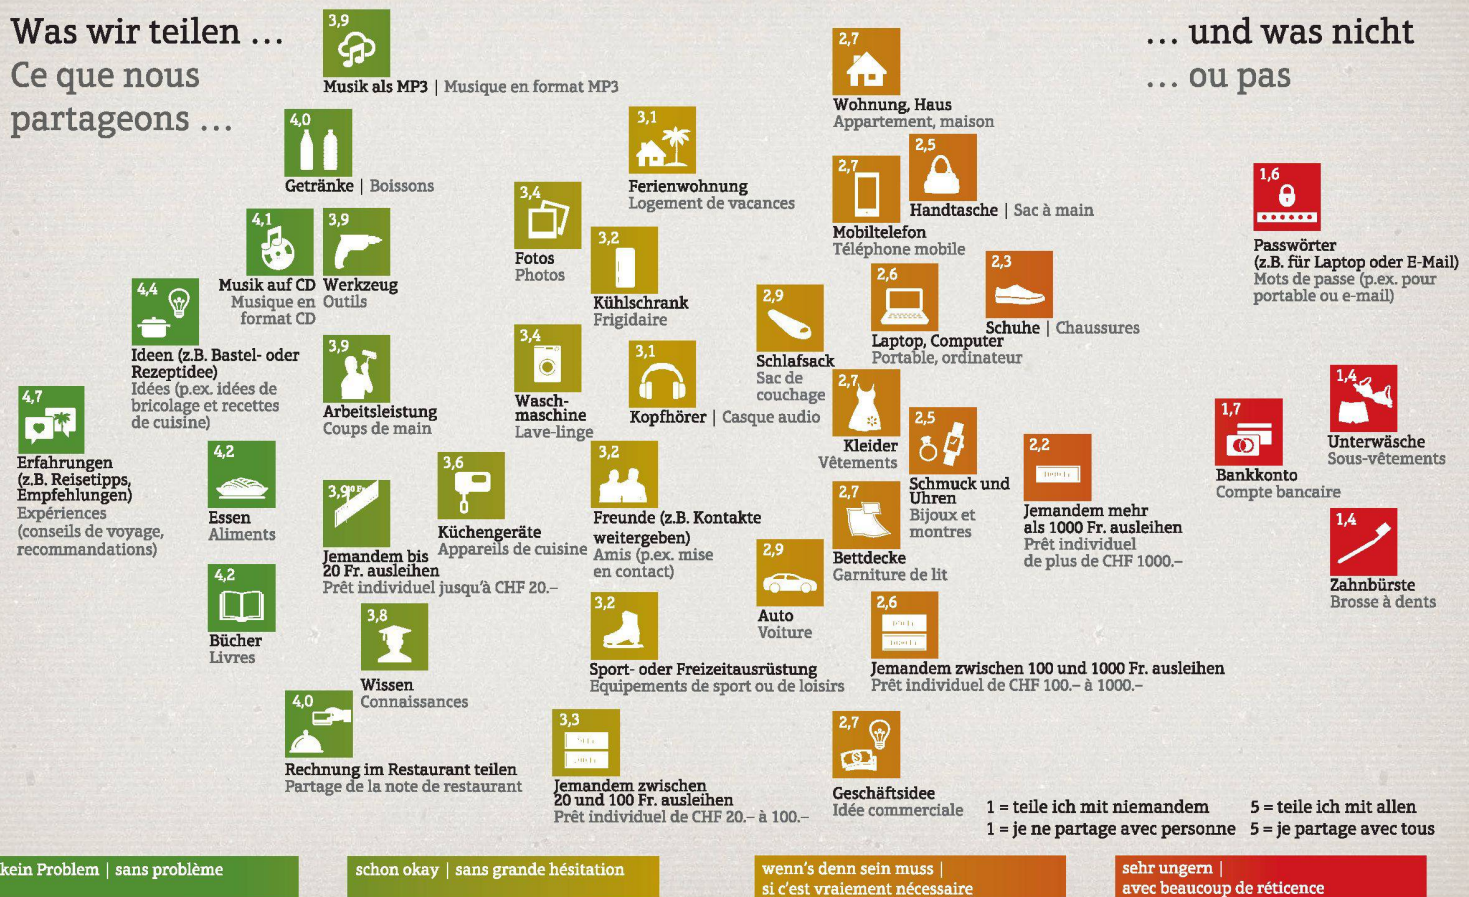 Was wir teilen ...
Ce que nous
partageons ...
... und was nicht
... ou pas
3,9
Musik als MP3 | Musique en format MP3
4,0
Getränke | Boissons
4,1
Musik auf CD
Musique en
format CD
3,9
Werkzeug
Outils
4,4
Ideen (z.B. Bastel- oder
Rezeptidee)
Idées (p.ex. idées de
bricolage et recettes
de cuisine)
3,9
Arbeitsleistung
Coups de main
4,7
Erfahrungen
(z.B. Reisetipps,
Empfehlungen)
Expériences
(conseils de voyage,
recommandations)
4,2
Essen
Aliments
3,9
Jemandem bis
20 Fr. ausleihen
Prêt individuel jusqu'à CHF 20.–
3,6
Küchengeräte
Appareils de cuisine
4,2
Bücher
Livres
3,8
Wissen
Connaissances
4,0
Rechnung im Restaurant teilen
Partage de la note de restaurant
3,4
Fotos
Photos
3,1
Ferienwohnung
Logement de vacances
3,2
Kühlschrank
Frigidaire
3,4
Wasch-
maschine
Lave-linge
3,1
Kopfhörer | Casque audio
3,2
Freunde (z.B. Kontakte
weitergeben)
Amis (p.ex. mise
en contact)
3,2
Sport- oder Freizeitausrüstung
Equipements de sport ou de loisirs
3,3
Jemandem zwischen
20 und 100 Fr. ausleihen
Prêt individuel de CHF 20.– à 100.–
2,7
Wohnung, Haus
Appartement, maison
2,7
Mobiltelefon
Téléphone mobile
2,5
Handtasche | Sac à main
2,6
Laptop, Computer
Portable, ordinateur
2,3
Schuhe | Chaussures
2,9
Schlafsack
Sac de
couchage
2,7
Kleider
Vêtements
2,5
Schmuck und
Uhren
Bijoux et
montres
2,2
Jemandem mehr
als 1000 Fr. ausleihen
Prêt individuel
de plus de CHF 1000.–
2,7
Bettdecke
Garniture de lit
2,9
Auto
Voiture
2,6
Jemandem zwischen 100 und 1000 Fr. ausleihen
Prêt individuel de CHF 100.– à 1000.–
2,7
Geschäftsidee
Idée commerciale
1,6
Passwörter
(z.B. für Laptop oder E-Mail)
Mots de passe (p.ex. pour
portable ou e-mail)
1,4
Unterwäsche
Sous-vêtements
1,7
Bankkonto
Compte bancaire
1,4
Zahnbürste
Brosse à dents
1 = teile ich mit niemandem 5 = teile ich mit allen
1 = je ne partage avec personne 5 = je partage avec tous
kein Problem | sans problème
schon okay | sans grande hésitation
wenn's denn sein muss |
si c'est vraiement nécessaire
sehr ungern |
avec beaucoup de réticence